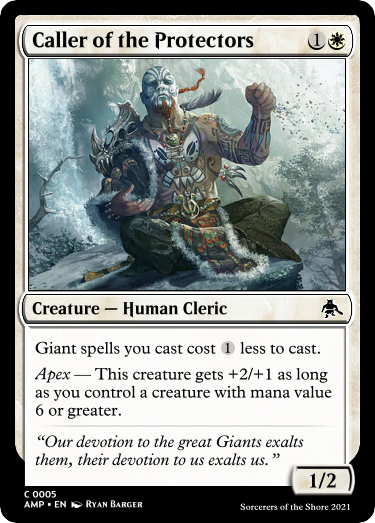 Caller of the Protectors 1
Creature — Human Cleric
Giant spells you cast cost 1 less to cast.
Apex — This creature gets +2/+1 as long
as you control a creature with mana value
6 or greater.
“Our devotion to the great Giants exalts
them, their devotion to us exalts us.”
1/2
C 0005
AMP • EN Ryan Barger
Sorcerers of the Shore 2021